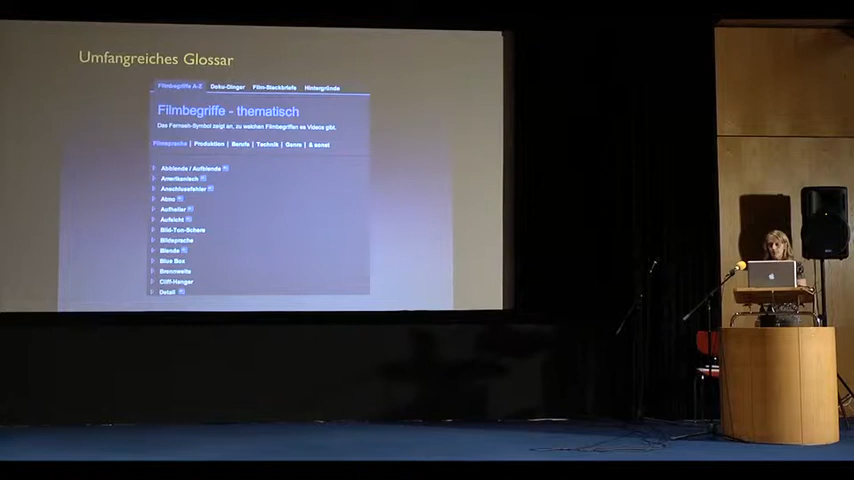 Umfangreiches Glossar
Filmbegriffe A-Z Doku-Dinger Film-Steckbriefe Hintergründe
Filmbegriffe - thematisch
Das Fernseh-Symbol zeigt an, zu welchen Filmbegriffen es Videos gibt.
Filmsprache | Produktion | Berufe | Technik | Genre | & sonst
Abblende / Aufblende
Amerikanisch
Anschlussfehler
Atmo
Aufheller
Aufsicht
Bild-Ton-Schere
Bildsprache
Blende
Blue Box
Brennweite
Cliff-Hanger
Detail